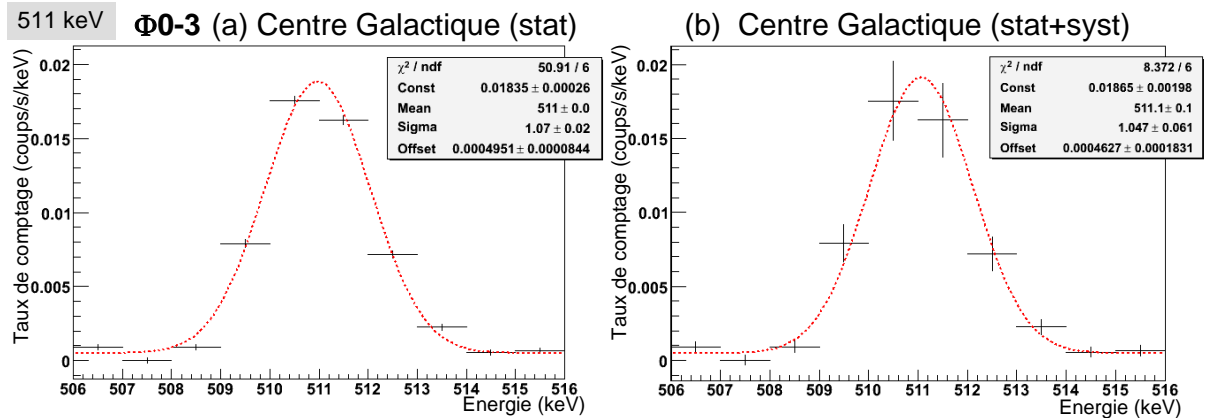 511 keV
Φ0-3 (a) Centre Galactique (stat)
Taux de comptage (coups/s/keV)
0.02
0.015
0.01
0.005
0
χ² / ndf 50.91 / 6
Const 0.01835 ± 0.00026
Mean 511 ± 0.0
Sigma 1.07 ± 0.02
Offset 0.0004951 ± 0.0000844
506 507 508 509 510 511 512 513 514 515 516
Energie (keV)
(b) Centre Galactique (stat+syst)
Taux de comptage (coups/s/keV)
0.02
0.015
0.01
0.005
0
χ² / ndf 8.372 / 6
Const 0.01865 ± 0.00198
Mean 511.1 ± 0.1
Sigma 1.047 ± 0.061
Offset 0.0004627 ± 0.0001831
506 507 508 509 510 511 512 513 514 515 516
Energie (keV)